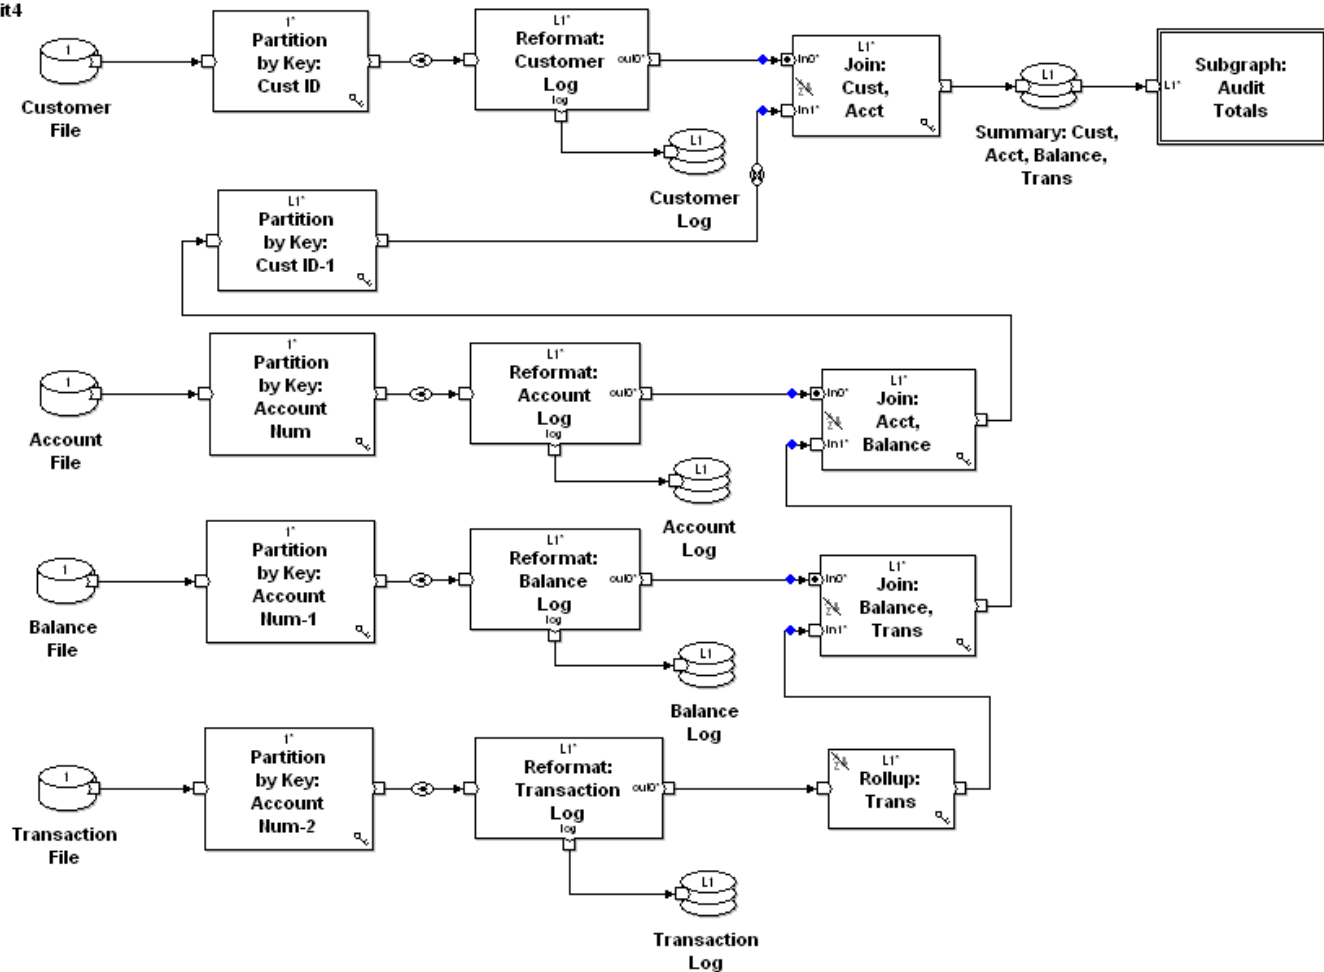 it4
1
Customer
File
1*
Partition
by Key:
Cust ID
L1*
Reformat:
Customer
Log
out0*
log
L1
Customer
Log
L1*
Join:
Cust,
Acct
in0*
in1*
L1
Summary: Cust,
Acct, Balance,
Trans
L1*
Subgraph:
Audit
Totals
L1*
Partition
by Key:
Cust ID-1
1
Account
File
1*
Partition
by Key:
Account
Num
L1*
Reformat:
Account
Log
out0*
log
L1
Account
Log
L1*
Join:
Acct,
Balance
in0*
in1*
1
Balance
File
1*
Partition
by Key:
Account
Num-1
L1*
Reformat:
Balance
Log
out0*
log
L1
Balance
Log
L1*
Join:
Balance,
Trans
in0*
in1*
1
Transaction
File
1*
Partition
by Key:
Account
Num-2
L1*
Reformat:
Transaction
Log
out0*
log
L1
Transaction
Log
L1*
Rollup:
Trans